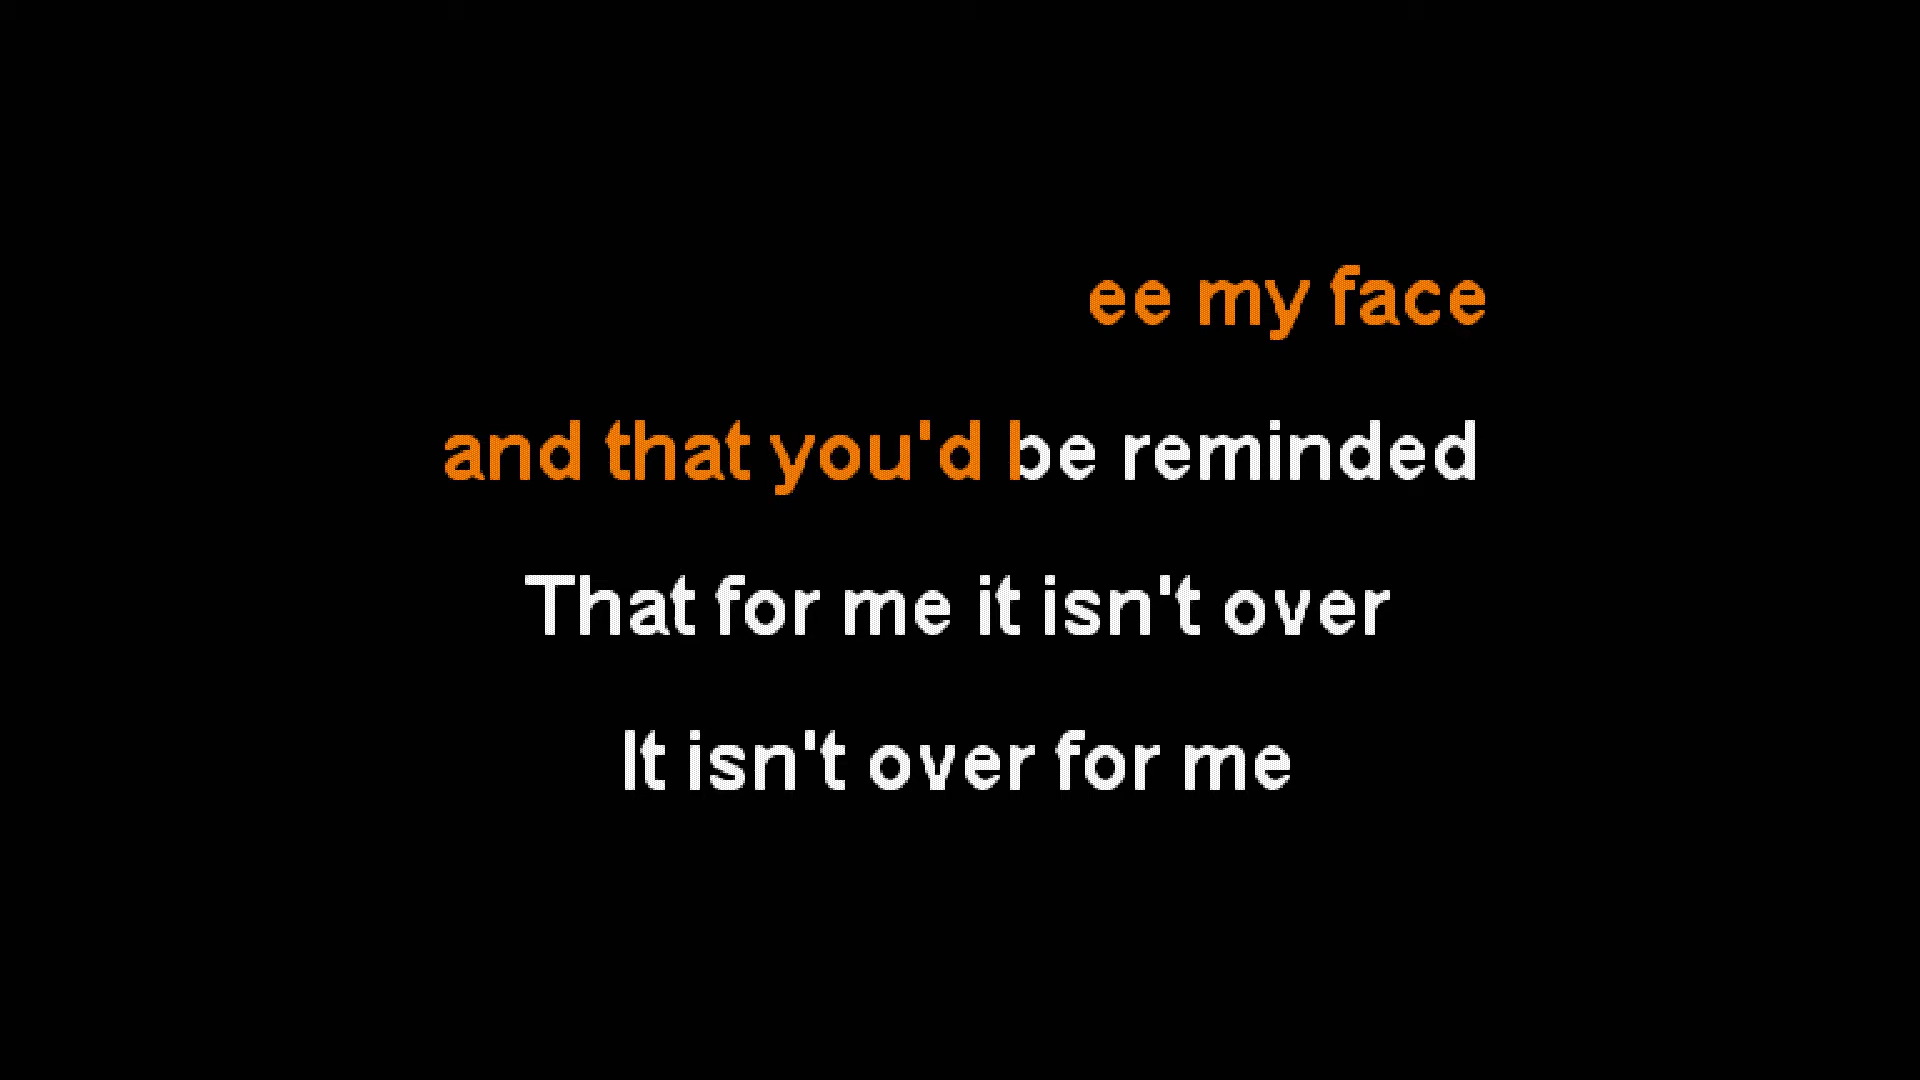 ee my face
and that you'd be reminded
That for me it isn't over
It isn't over for me